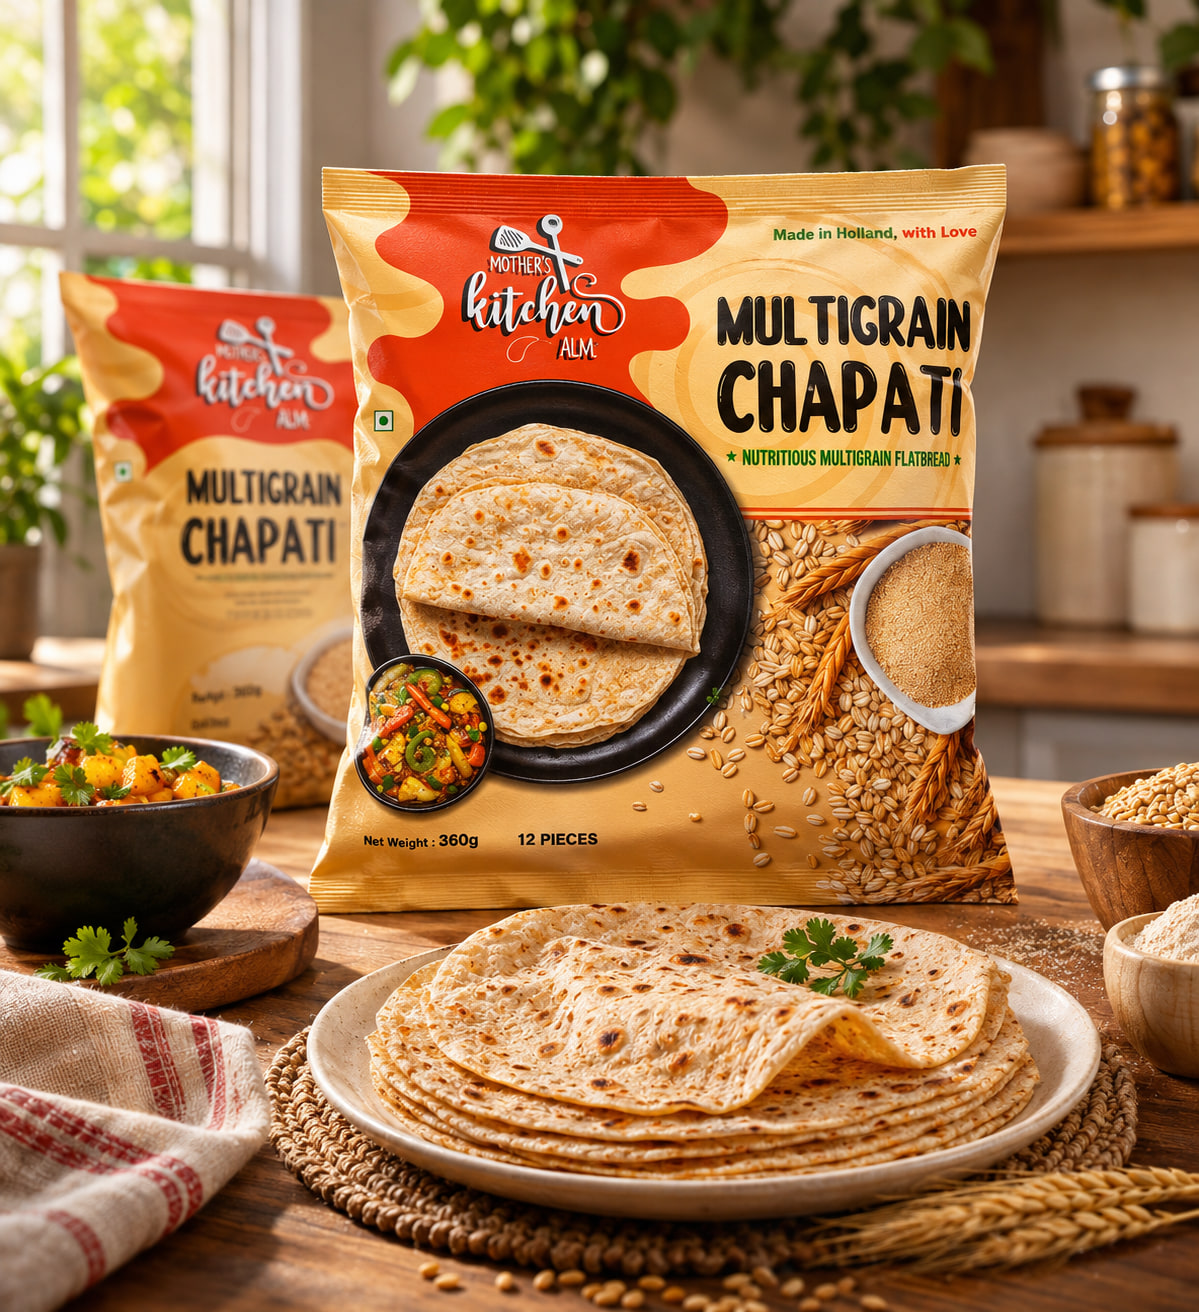 Made in Holland, with Love
MOTHER'S
kitchen
ALM
MULTIGRAIN
CHAPATI
★ NUTRITIOUS MULTIGRAIN FLATBREAD ★
Net Weight : 360g
12 PIECES
MOTHER'S
kitchen
ALM
MULTIGRAIN
CHAPATI